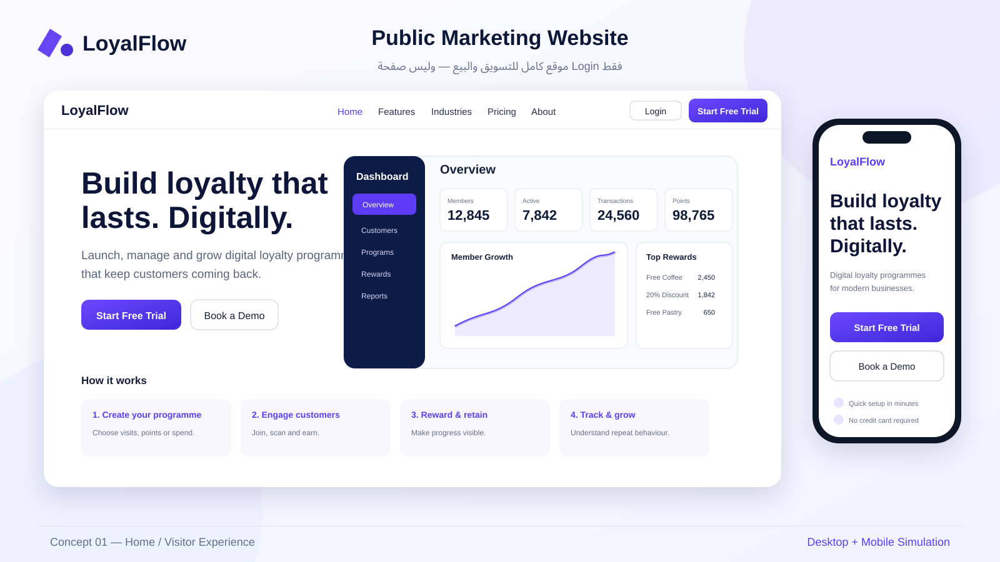 LoyalFlow
Public Marketing Website
فقط Login موقع كامل للتسويق والبيع — وليس صفحة
LoyalFlow
Home Features Industries Pricing About
Login
Start Free Trial
Build loyalty that
lasts. Digitally.
Launch, manage and grow digital loyalty
that keep customers coming back.
Start Free Trial
Book a Demo
Dashboard
Overview
Customers
Programs
Rewards
Reports
Overview
Members
12,845
Active
7,842
Transactions
24,560
Points
98,765
Member Growth
Top Rewards
Free Coffee 2,450
20% Discount 1,842
Free Pastry 650
How it works
1. Create your programme
Choose visits, points or spend.
2. Engage customers
Join, scan and earn.
3. Reward & retain
Make progress visible.
4. Track & grow
Understand repeat behaviour.
LoyalFlow
Build loyalty
that lasts.
Digitally.
Digital loyalty programmes
for modern businesses.
Start Free Trial
Book a Demo
Quick setup in minutes
No credit card required
Concept 01 — Home / Visitor Experience
Desktop + Mobile Simulation